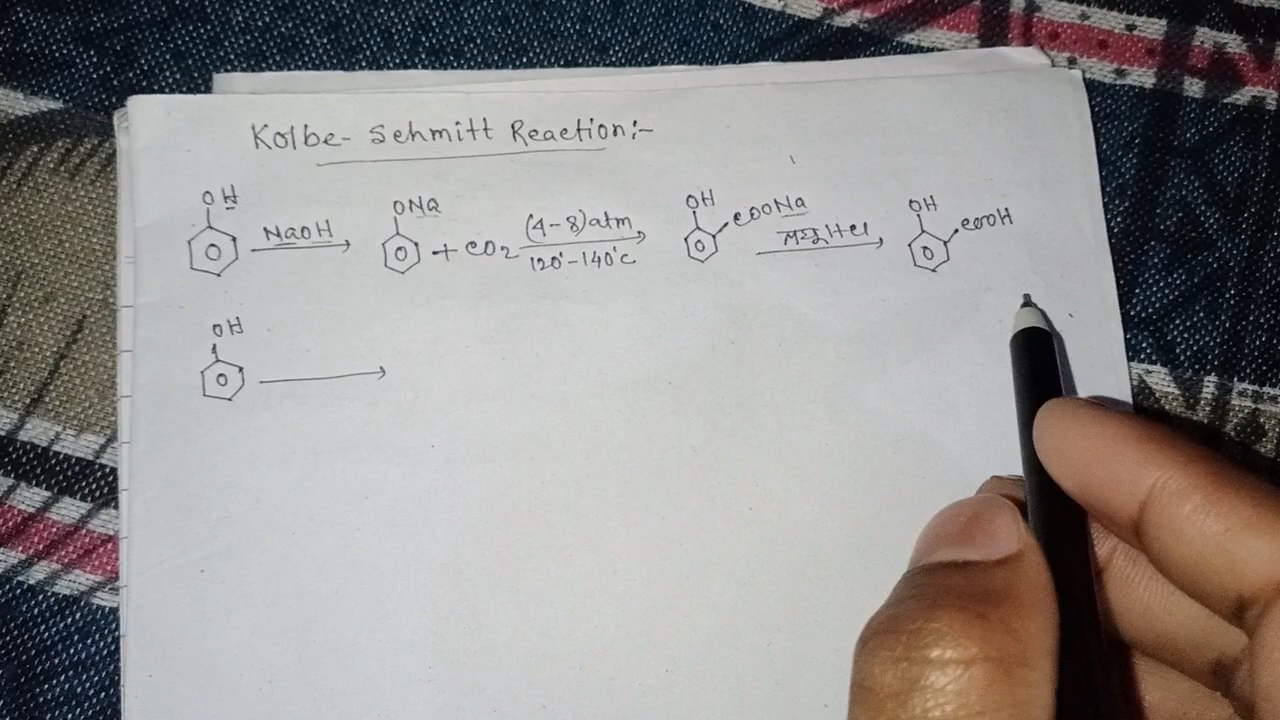 Kolbe- Schmitt Reaction:-
OH NaOH ONa + CO2 (4-8)atm 120°-140°C OH COONa লঘু HCl OH COOH
OH